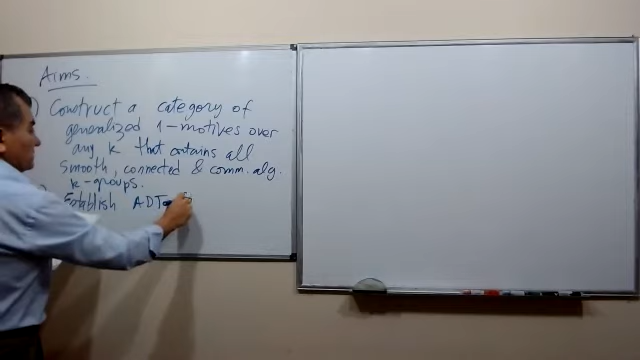 Aims.
) Construct a category of
generalized 1-motives over
any k that contains all
smooth, connected & comm. alg.
k-groups.
) Establish ADT-